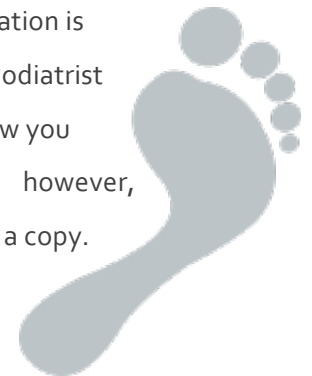 ation is
odiatrist
w you
however,
a copy.